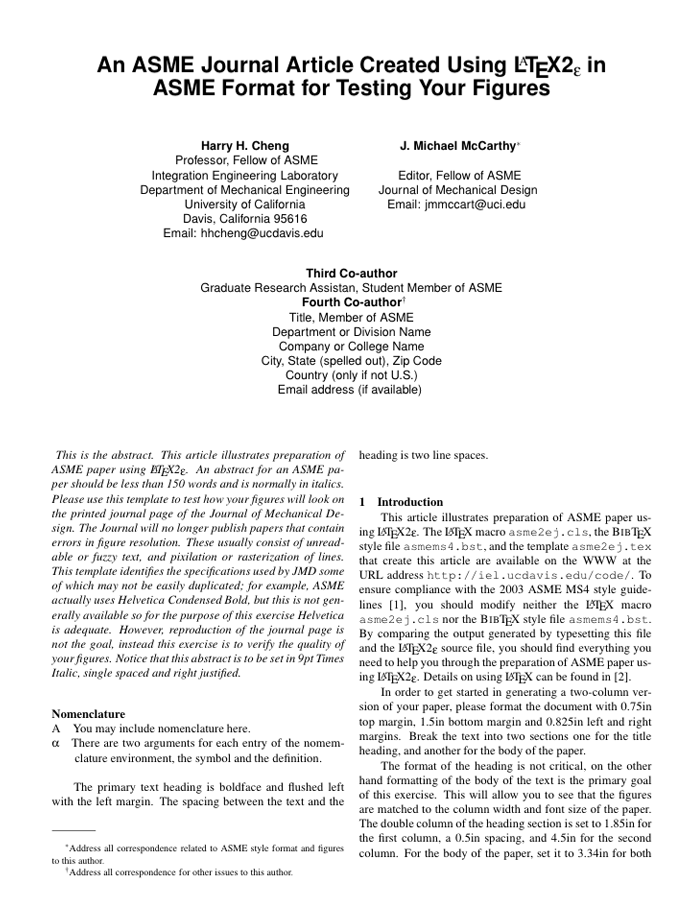 An ASME Journal Article Created Using LATEX2ε in
ASME Format for Testing Your Figures
Harry H. Cheng
Professor, Fellow of ASME
Integration Engineering Laboratory
Department of Mechanical Engineering
University of California
Davis, California 95616
Email: hhcheng@ucdavis.edu
J. Michael McCarthy*
Editor, Fellow of ASME
Journal of Mechanical Design
Email: jmmccart@uci.edu
Third Co-author
Graduate Research Assistan, Student Member of ASME
Fourth Co-author†
Title, Member of ASME
Department or Division Name
Company or College Name
City, State (spelled out), Zip Code
Country (only if not U.S.)
Email address (if available)
This is the abstract. This article illustrates preparation of
ASME paper using LATEX2ε. An abstract for an ASME pa-
per should be less than 150 words and is normally in italics.
Please use this template to test how your figures will look on
the printed journal page of the Journal of Mechanical De-
sign. The Journal will no longer publish papers that contain
errors in figure resolution. These usually consist of unread-
able or fuzzy text, and pixilation or rasterization of lines.
This template identifies the specifications used by JMD some
of which may not be easily duplicated; for example, ASME
actually uses Helvetica Condensed Bold, but this is not gen-
erally available so for the purpose of this exercise Helvetica
is adequate. However, reproduction of the journal page is
not the goal, instead this exercise is to verify the quality of
your figures. Notice that this abstract is to be set in 9pt Times
Italic, single spaced and right justified.
Nomenclature
A You may include nomenclature here.
α There are two arguments for each entry of the nomem-
clature environment, the symbol and the definition.
The primary text heading is boldface and flushed left
with the left margin. The spacing between the text and the
*Address all correspondence related to ASME style format and figures
to this author.
†Address all correspondence for other issues to this author.
heading is two line spaces.
1 Introduction
This article illustrates preparation of ASME paper us-
ing LATEX2ε. The LATEX macro asme2ej.cls, the BIBTEX
style file asmems4.bst, and the template asme2ej.tex
that create this article are available on the WWW at the
URL address http://iel.ucdavis.edu/code/. To
ensure compliance with the 2003 ASME MS4 style guide-
lines [1], you should modify neither the LATEX macro
asme2ej.cls nor the BIBTEX style file asmems4.bst.
By comparing the output generated by typesetting this file
and the LATEX2ε source file, you should find everything you
need to help you through the preparation of ASME paper us-
ing LATEX2ε. Details on using LATEX can be found in [2].
In order to get started in generating a two-column ver-
sion of your paper, please format the document with 0.75in
top margin, 1.5in bottom margin and 0.825in left and right
margins. Break the text into two sections one for the title
heading, and another for the body of the paper.
The format of the heading is not critical, on the other
hand formatting of the body of the text is the primary goal
of this exercise. This will allow you to see that the figures
are matched to the column width and font size of the paper.
The double column of the heading section is set to 1.85in for
the first column, a 0.5in spacing, and 4.5in for the second
column. For the body of the paper, set it to 3.34in for both